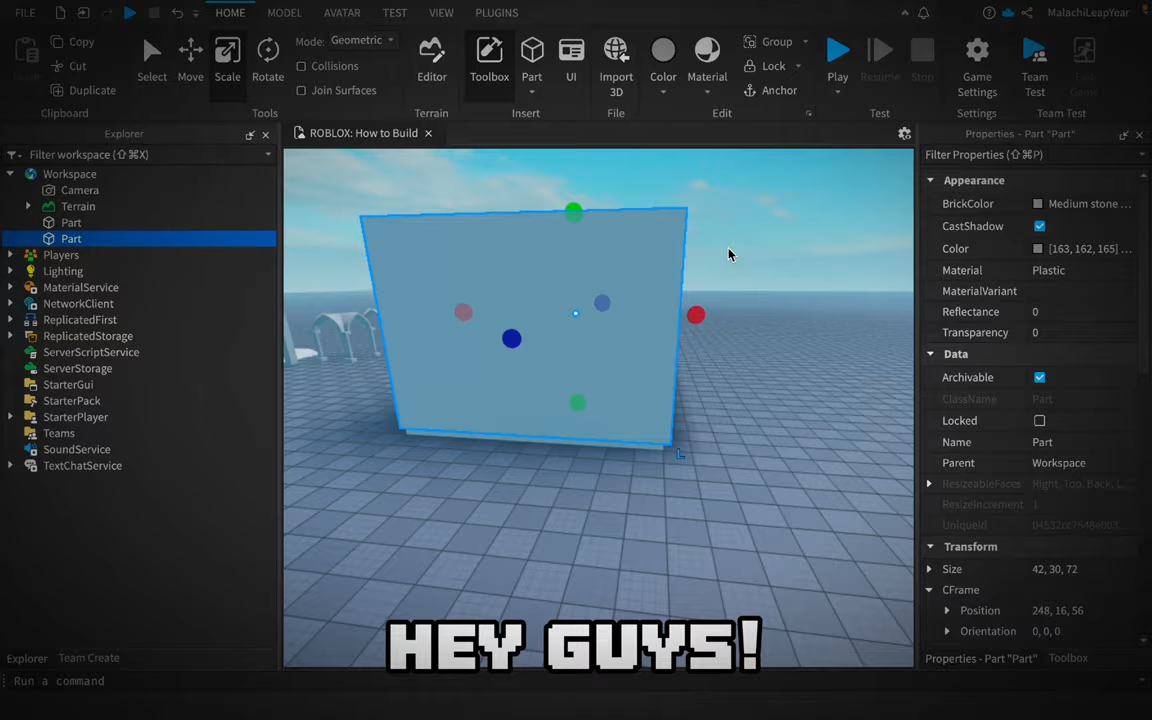 FILE
HOME
MODEL
AVATAR
TEST
VIEW
PLUGINS
MalachiLeapYear
Copy
Cut
Duplicate
Clipboard
Select
Move
Scale
Rotate
Mode: Geometric
Collisions
Join Surfaces
Tools
Editor
Terrain
Toolbox
Part
UI
Insert
Import
3D
File
Color
Material
Group
Lock
Anchor
Edit
Play
Resume
Stop
Test
Game
Settings
Settings
Team
Test
Exit
Game
Team Test
Explorer
Filter workspace (⇧⌘X)
Workspace
Camera
Terrain
Part
Part
Players
Lighting
MaterialService
NetworkClient
ReplicatedFirst
ReplicatedStorage
ServerScriptService
ServerStorage
StarterGui
StarterPack
StarterPlayer
Teams
SoundService
TextChatService
Explorer
Team Create
ROBLOX: How to Build
L
HEY GUYS!
Properties - Part "Part"
Filter Properties (⇧⌘P)
Appearance
BrickColor Medium stone ...
CastShadow
Color [163, 162, 165] ...
Material Plastic
MaterialVariant
Reflectance 0
Transparency 0
Data
Archivable
ClassName Part
Locked
Name Part
Parent Workspace
ResizeableFaces Right, Top, Back, L...
ResizeIncrement 1
UniqueId
Transform
Size 42, 30, 72
CFrame
Position 248, 16, 56
Orientation 0, 0, 0
Properties - Part "Part"
Toolbox
Run a command